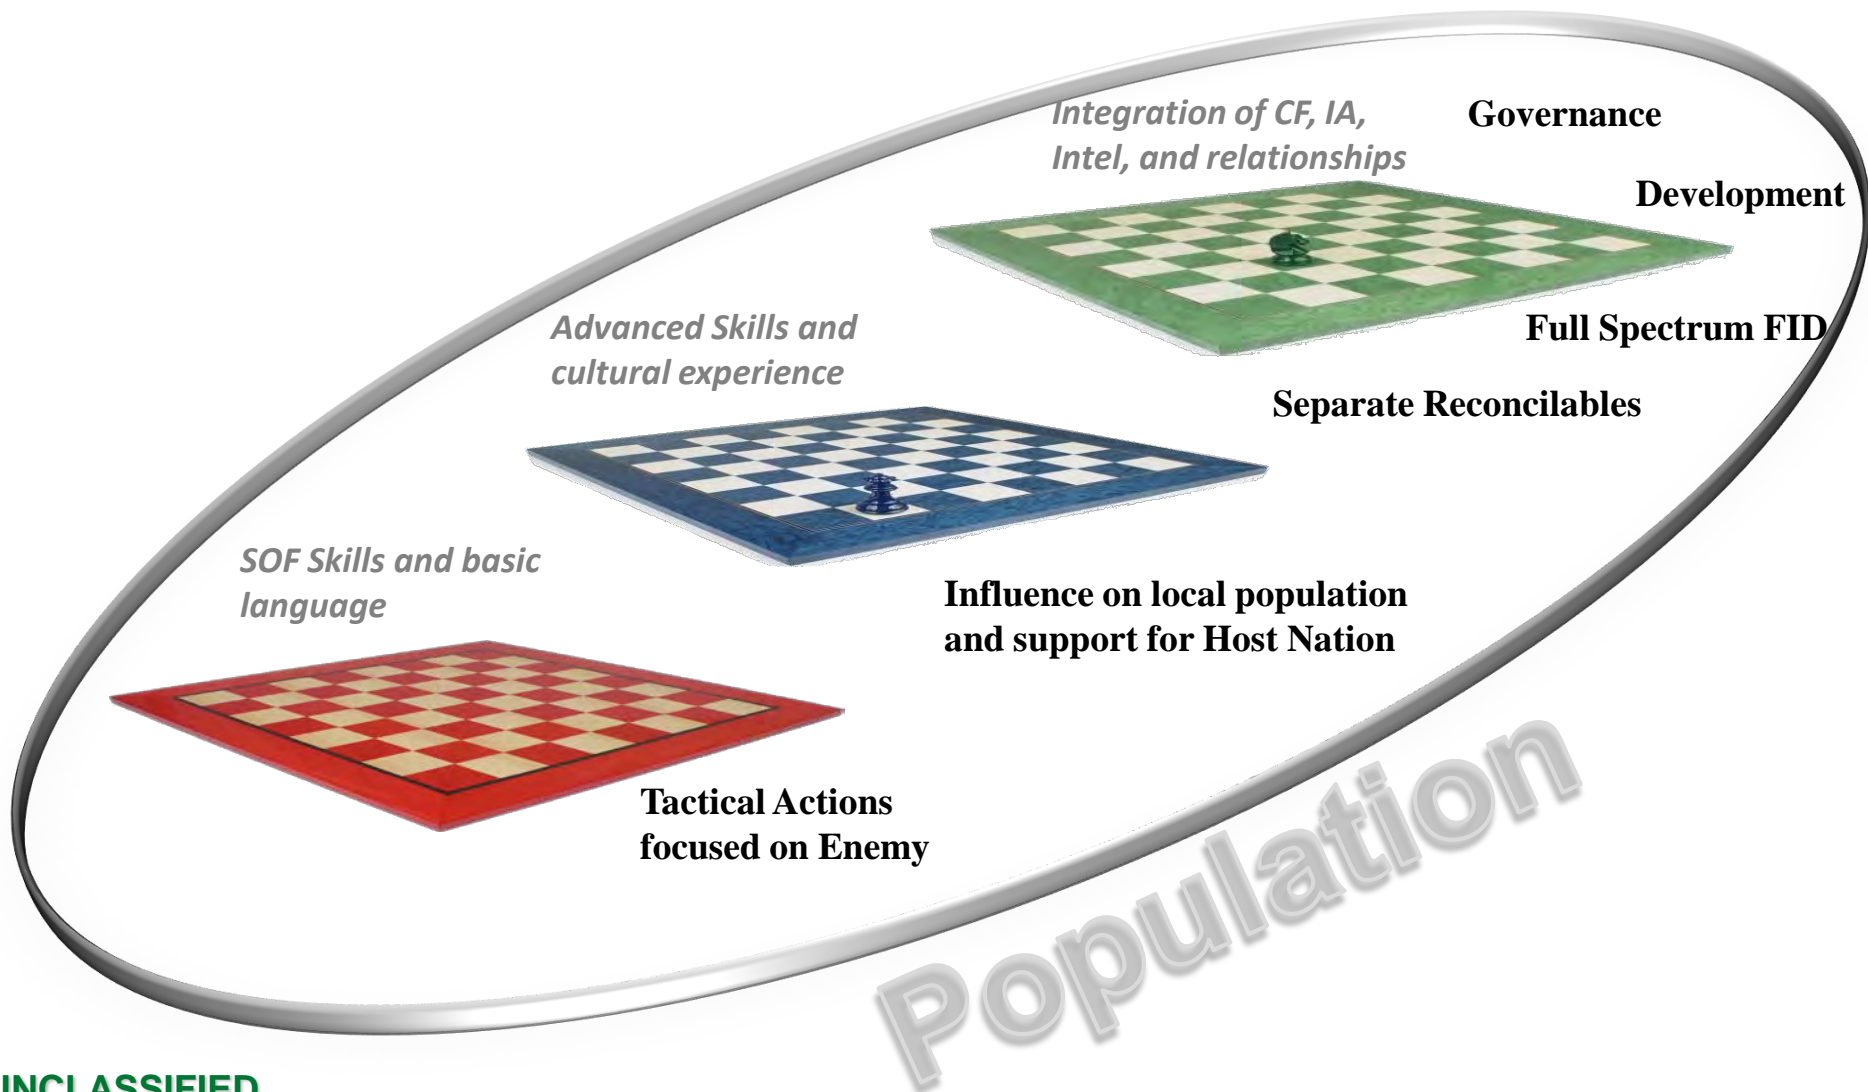 Integration of CF, IA,
Intel, and relationships
Governance
Development
Full Spectrum FID
Separate Reconcilables
Advanced Skills and
cultural experience
Influence on local population
and support for Host Nation
SOF Skills and basic
language
Tactical Actions
focused on Enemy
Population
UNCLASSIFIED